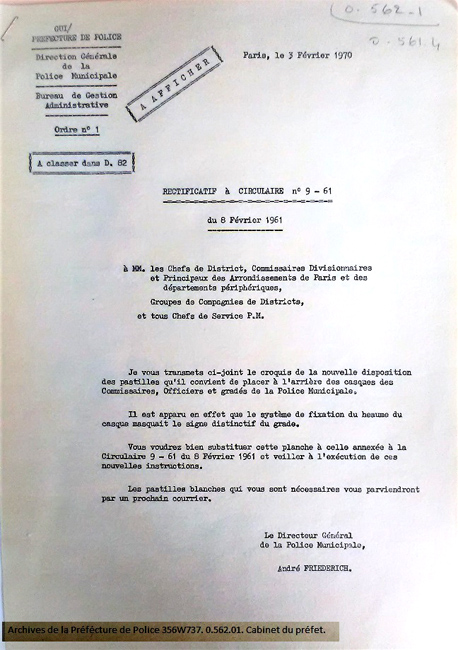 0.562-1
0.561.4
OUI/
PREFECTURE DE POLICE
Direction Générale
de la
Police Municipale
Bureau de Gestion
Administrative
Ordre n° 1
A classer dans D. 82
Paris, le 3 Février 1970
A AFFICHER
RECTIFICATIF à CIRCULAIRE n° 9 - 61
du 8 Février 1961
à MM. les Chefs de District, Commissaires Divisionnaires
et Principaux des Arrondissements de Paris et des
départements périphériques,
Groupes de Compagnies de Districts,
et tous Chefs de Service P.M.
Je vous transmets ci-joint le croquis de la nouvelle disposition
des pastilles qu'il convient de placer à l'arrière des casques des
Commissaires, Officiers et gradés de la Police Municipale.
Il est apparu en effet que le système de fixation du heaume du
casque masquait le signe distinctif du grade.
Vous voudrez bien substituer cette planche à celle annexée à la
Circulaire 9 - 61 du 8 Février 1961 et veiller à l'exécution de ces
nouvelles instructions.
Les pastilles blanches qui vous sont nécessaires vous parviendront
par un prochain courrier.
Le Directeur Général
de la Police Municipale,
André FRIEDERICH.
Archives de la Préfécture de Police 356W737. 0.562.01. Cabinet du préfet.